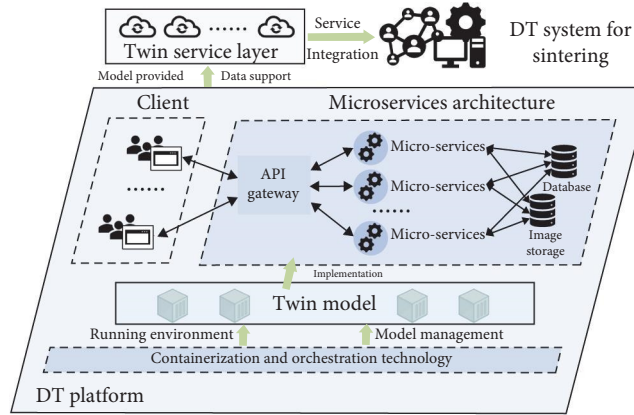 Service
Integration
DT system for
sintering
Twin service layer
Model provided
Data support
Client
Microservices architecture
API
gateway
Micro-services
Micro-services
Micro-services
Database
Image
storage
Implementation
Twin model
Running environment
Model management
Containerization and orchestration technology
DT platform